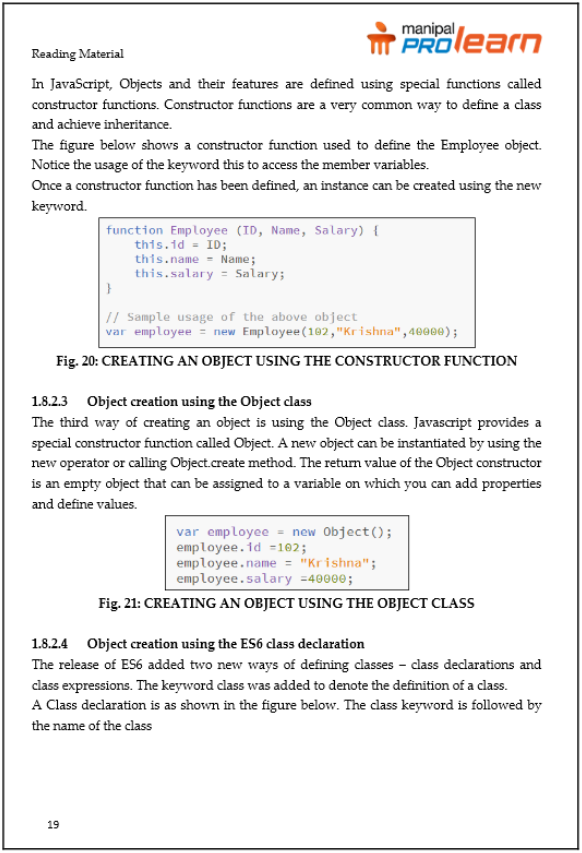 manipal
PROlearn
Reading Material
In JavaScript, Objects and their features are defined using special functions called
constructor functions. Constructor functions are a very common way to define a class
and achieve inheritance.
The figure below shows a constructor function used to define the Employee object.
Notice the usage of the keyword this to access the member variables.
Once a constructor function has been defined, an instance can be created using the new
keyword.
function Employee (ID, Name, Salary) {
    this.id = ID;
    this.name = Name;
    this.salary = Salary;
}
// Sample usage of the above object
var employee = new Employee(102,"Krishna",40000);
Fig. 20: CREATING AN OBJECT USING THE CONSTRUCTOR FUNCTION
1.8.2.3 Object creation using the Object class
The third way of creating an object is using the Object class. Javascript provides a
special constructor function called Object. A new object can be instantiated by using the
new operator or calling Object.create method. The return value of the Object constructor
is an empty object that can be assigned to a variable on which you can add properties
and define values.
var employee = new Object();
employee.id =102;
employee.name = "Krishna";
employee.salary =40000;
Fig. 21: CREATING AN OBJECT USING THE OBJECT CLASS
1.8.2.4 Object creation using the ES6 class declaration
The release of ES6 added two new ways of defining classes – class declarations and
class expressions. The keyword class was added to denote the definition of a class.
A Class declaration is as shown in the figure below. The class keyword is followed by
the name of the class
19